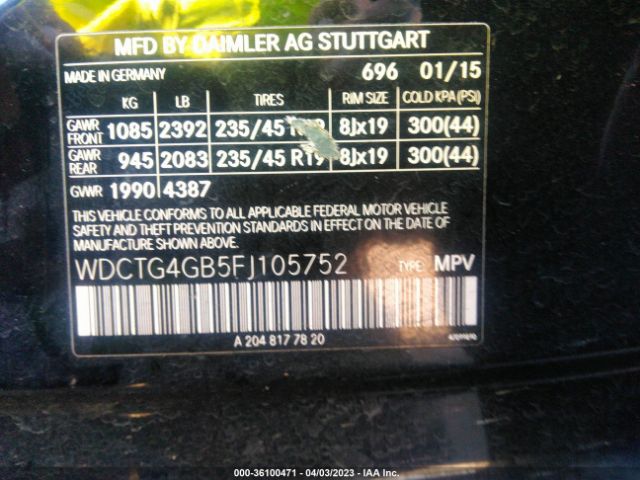 MFD BY DAIMLER AG STUTTGART
MADE IN GERMANY 696 01/15
KG LB TIRES RIM SIZE COLD KPA (PSI)
GAWR FRONT 1085 2392 235/45 8Jx19 300(44)
GAWR REAR 945 2083 235/45 R19 8Jx19 300(44)
GVWR 1990 4387
THIS VEHICLE CONFORMS TO ALL APPLICABLE FEDERAL MOTOR VEHICLE
SAFETY AND THEFT PREVENTION STANDARDS IN EFFECT ON THE
DATE OF MANUFACTURE SHOWN ABOVE.
WDCTG4GB5FJ105752 TYPE: MPV
A 204 817 78 20
000-36100471 - 04/03/2023 - IAA Inc.